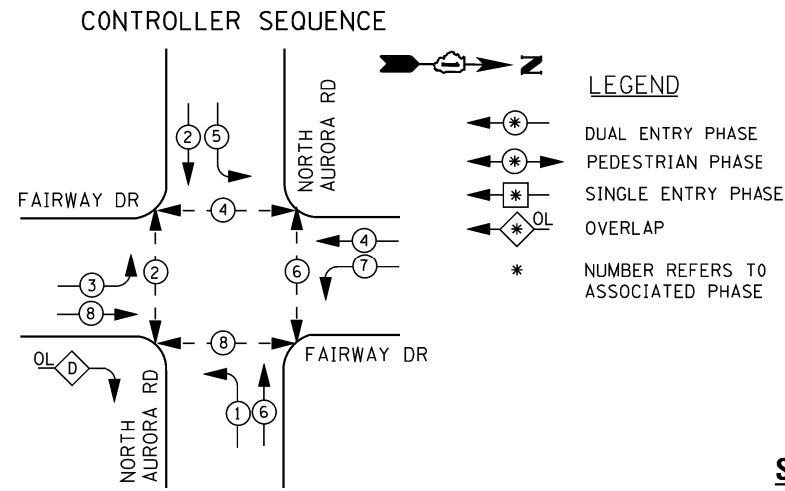 CONTROLLER SEQUENCE
N
LEGEND
* DUAL ENTRY PHASE
* PEDESTRIAN PHASE
* SINGLE ENTRY PHASE
* OL OVERLAP
* NUMBER REFERS TO
ASSOCIATED PHASE
2 5
NORTH
AURORA RD
FAIRWAY DR
4
4
2 6
7
3
8
8
FAIRWAY DR
OL D
NORTH
AURORA RD
1 6
S